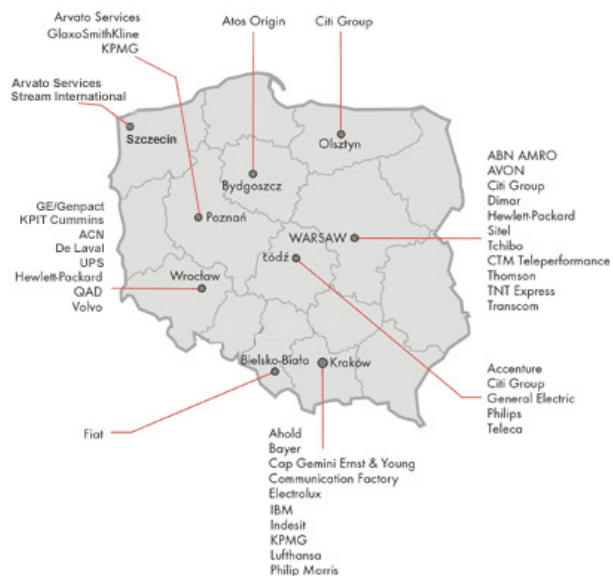 Arvato Services
GlaxoSmithKline
KPMG
Atos Origin
Citi Group
Arvato Services
Stream International
Szczecin
Olsztyn
Bydgoszcz
Poznań
WARSAW
Łódź
Wrocław
Bielsko-Biała
Kraków
GE/Genpact
KPIT Cummins
ACN
De Laval
UPS
Hewlett-Packard
QAD
Volvo
ABN AMRO
AVON
Citi Group
Dimar
Hewlett-Packard
Sitel
Tchibo
CTM Teleperformance
Thomson
TNT Express
Transcom
Accenture
Citi Group
General Electric
Philips
Teleca
Fiat
Ahold
Bayer
Cap Gemini Ernst & Young
Communication Factory
Electrolux
IBM
Indesit
KPMG
Lufthansa
Philip Morris